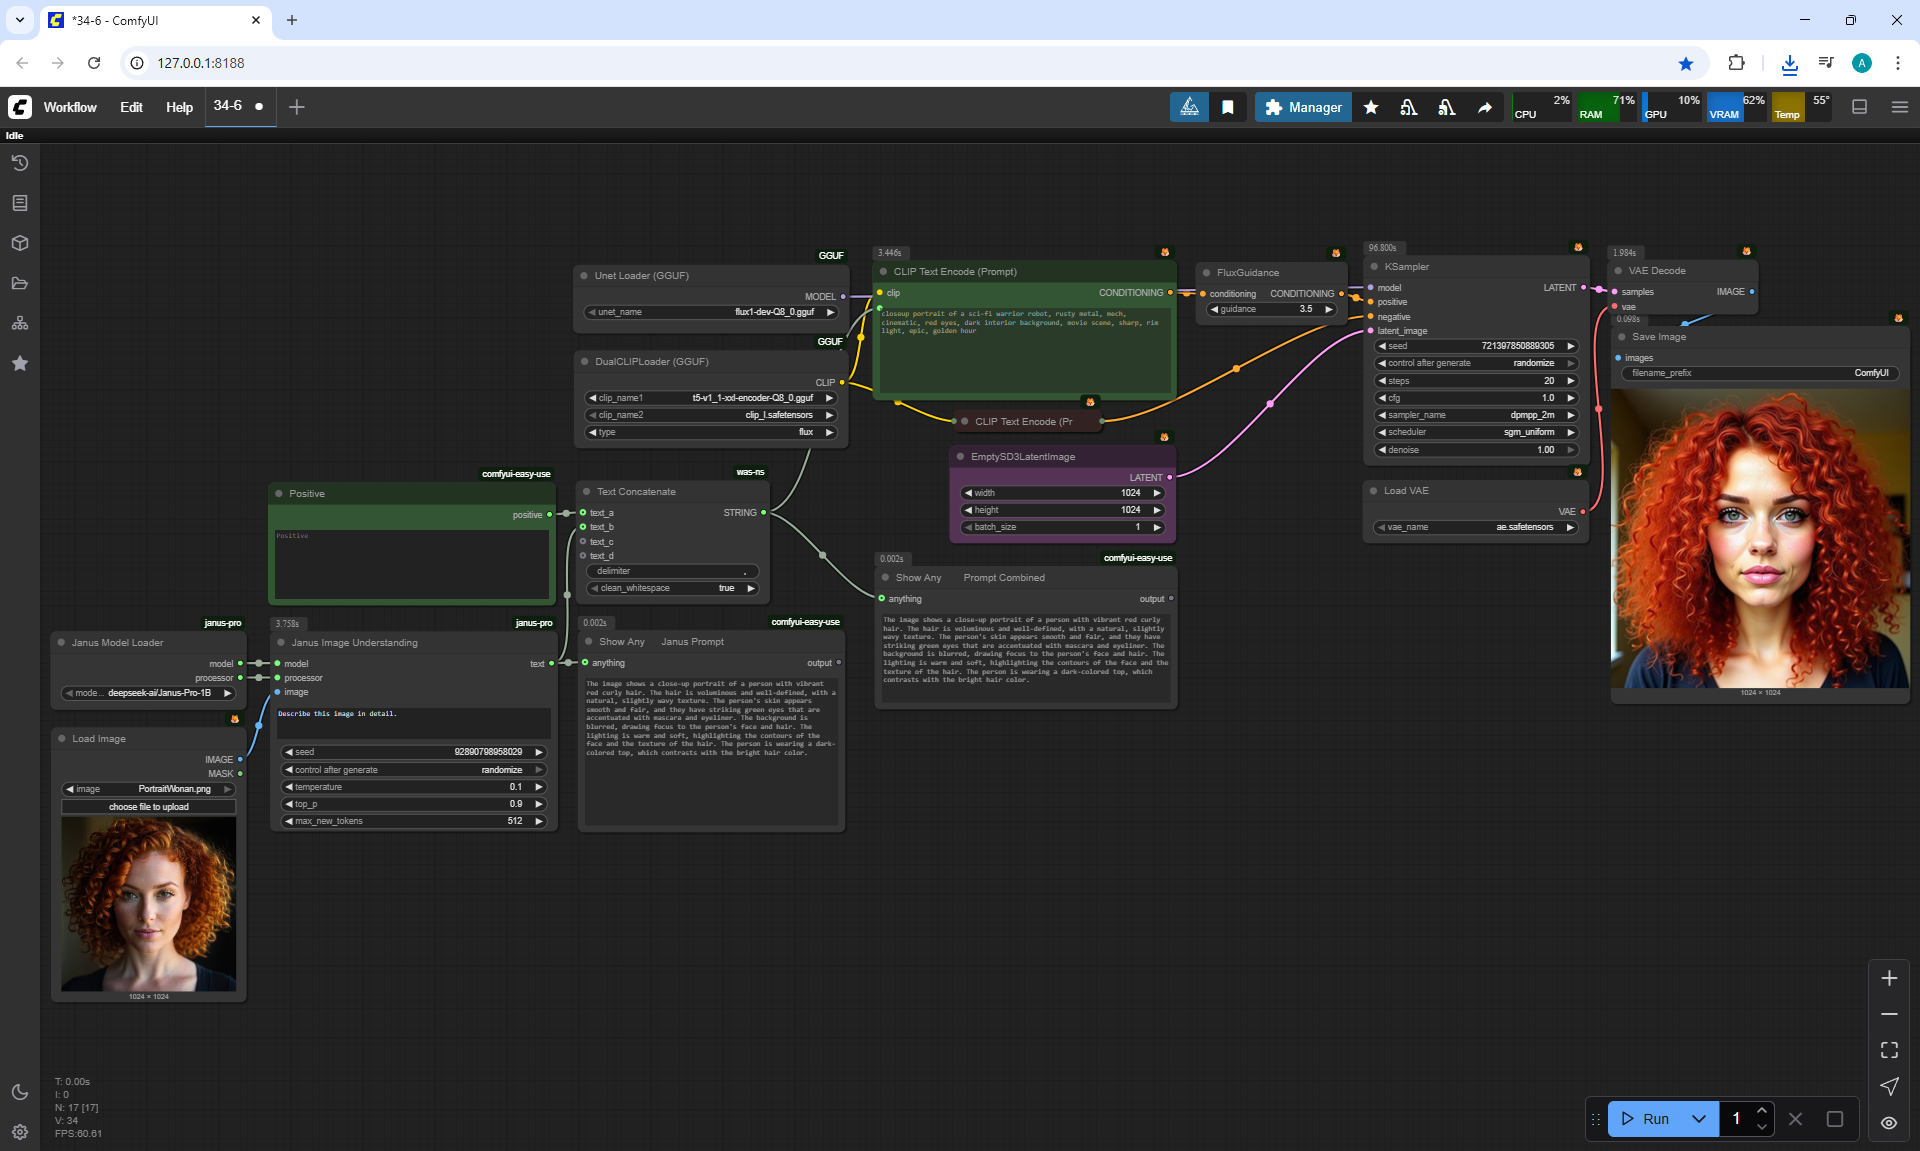 *34-6 - ComfyUI
127.0.0.1:8188
Workflow Edit Help 34-6
Manager
CPU 2% RAM 71% GPU 10% VRAM 62% Temp 55°
Idle
GGUF
Unet Loader (GGUF)
MODEL
unet_name flux1-dev-Q8_0.gguf
GGUF
DualCLIPLoader (GGUF)
CLIP
clip_name1 t5-v1_1-xxl-encoder-Q8_0.gguf
clip_name2 clip_l.safetensors
type flux
3.446s
CLIP Text Encode (Prompt)
clip CONDITIONING
closeup portrait of a sci-fi warrior robot, rusty metal, mech,
cinematic, red eyes, dark interior background, movie scene, sharp, rim
light, epic, golden hour
CLIP Text Encode (Pr
EmptySD3LatentImage
LATENT
width 1024
height 1024
batch_size 1
FluxGuidance
conditioning CONDITIONING
guidance 3.5
96.800s
KSampler
model LATENT
positive
negative
latent_image
seed 721397850889305
control after generate randomize
steps 20
cfg 1.0
sampler_name dpmpp_2m
scheduler sgm_uniform
denoise 1.00
Load VAE
VAE
vae_name ae.safetensors
1.984s
VAE Decode
samples IMAGE
vae
0.098s
Save Image
images
filename_prefix ComfyUI
1024 × 1024
comfyui-easy-use
Positive
positive
Positive
was-ns
Text Concatenate
text_a STRING
text_b
text_c
text_d
delimiter ,
clean_whitespace true
0.002s comfyui-easy-use
Show Any Prompt Combined
anything output
The image shows a close-up portrait of a person with vibrant red curly
hair. The hair is voluminous and well-defined, with a natural, slightly
wavy texture. The person's skin appears smooth and fair, and they have
striking green eyes that are accentuated with mascara and eyeliner. The
background is blurred, drawing focus to the person's face and hair. The
lighting is warm and soft, highlighting the contours of the face and the
texture of the hair. The person is wearing a dark-colored top, which
contrasts with the bright hair color.
janus-pro
Janus Model Loader
model
processor
mode... deepseek-ai/Janus-Pro-1B
3.758s janus-pro
Janus Image Understanding
model text
processor
image
Describe this image in detail.
seed 92890798958029
control after generate randomize
temperature 0.1
top_p 0.9
max_new_tokens 512
0.002s comfyui-easy-use
Show Any Janus Prompt
anything output
The image shows a close-up portrait of a person with vibrant
red curly hair. The hair is voluminous and well-defined, with a
natural, slightly wavy texture. The person's skin appears
smooth and fair, and they have striking green eyes that are
accentuated with mascara and eyeliner. The background is
blurred, drawing focus to the person's face and hair. The
lighting is warm and soft, highlighting the contours of the
face and the texture of the hair. The person is wearing a dark-
colored top, which contrasts with the bright hair color.
Load Image
IMAGE
MASK
image PortraitWonan.png
choose file to upload
1024 × 1024
T: 0.00s
I: 0
N: 17 [17]
V: 34
FPS:60.61
Run 1
A